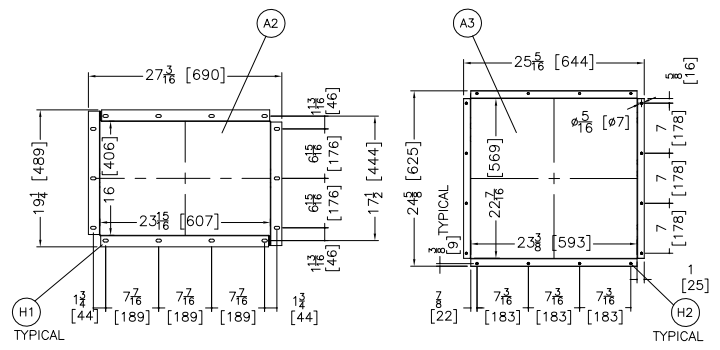 A2
27 3/16 [690]
1 13/16 [46]
6 15/16 [176]
6 15/16 [176]
1 13/16 [46]
17 1/2 [444]
19 1/4 [489]
16 [406]
23 15/16 [607]
1 3/4 [44]
7 7/16 [189]
7 7/16 [189]
7 7/16 [189]
1 3/4 [44]
H1
TYPICAL
A3
25 5/16 [644]
5/8 [16]
ø 5/16 [ø7]
7 [178]
7 [178]
7 [178]
24 5/8 [625]
22 7/16 [569]
TYPICAL
3/8 [9]
23 3/8 [593]
1 [25]
7/8 [22]
7 3/16 [183]
7 3/16 [183]
7 3/16 [183]
H2
TYPICAL